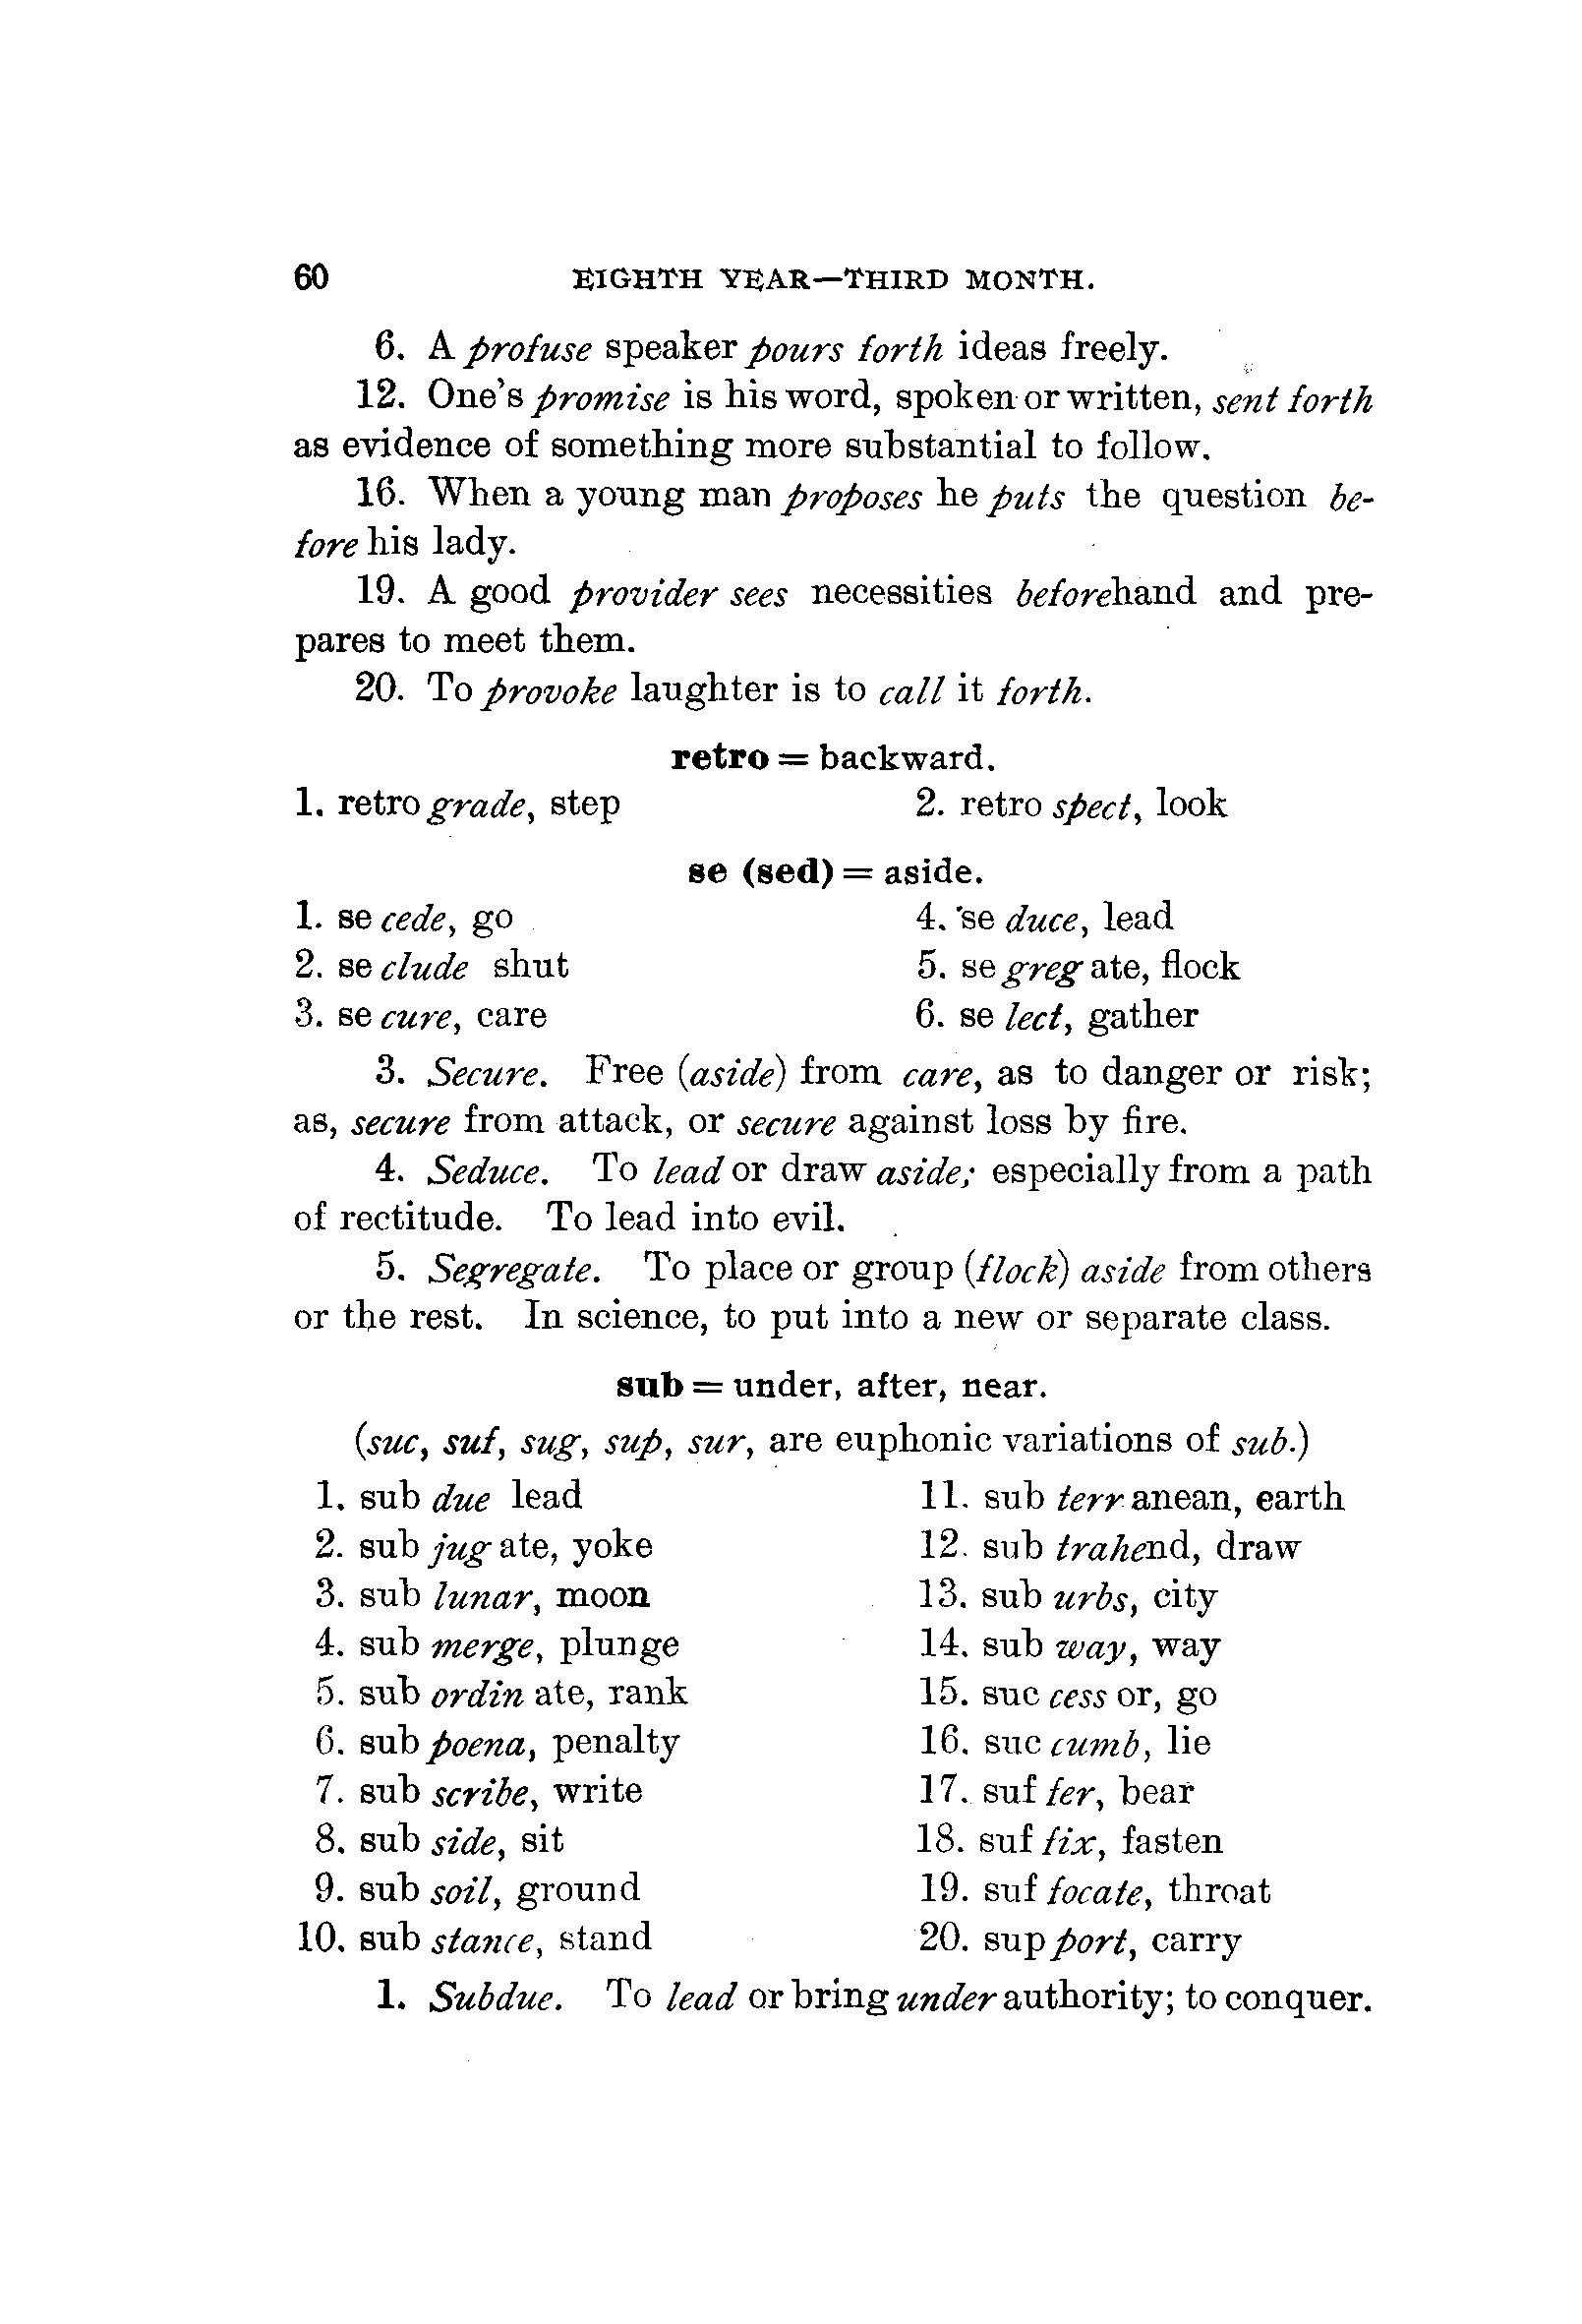 60 EIGHTH YEAR—THIRD MONTH.
6. A profuse speaker pours forth ideas freely.
12. One's promise is his word, spoken or written, sent forth
as evidence of something more substantial to follow.
16. When a young man proposes he puts the question be-
fore his lady.
19. A good provider sees necessities beforehand and pre-
pares to meet them.
20. To provoke laughter is to call it forth.
retro = backward.
1. retro grade, step 2. retro spect, look
se (sed) = aside.
1. se cede, go 4. se duce, lead
2. se clude shut 5. se greg ate, flock
3. se cure, care 6. se lect, gather
3. Secure. Free (aside) from care, as to danger or risk;
as, secure from attack, or secure against loss by fire.
4. Seduce. To lead or draw aside; especially from a path
of rectitude. To lead into evil.
5. Segregate. To place or group (flock) aside from others
or the rest. In science, to put into a new or separate class.
sub = under, after, near.
(suc, suf, sug, sup, sur, are euphonic variations of sub.)
1. sub due lead 11. sub terr anean, earth
2. sub jug ate, yoke 12. sub trahend, draw
3. sub lunar, moon 13. sub urbs, city
4. sub merge, plunge 14. sub way, way
5. sub ordin ate, rank 15. suc cess or, go
6. sub poena, penalty 16. suc cumb, lie
7. sub scribe, write 17. suf fer, bear
8. sub side, sit 18. suf fix, fasten
9. sub soil, ground 19. suf focate, throat
10. sub stance, stand 20. sup port, carry
1. Subdue. To lead or bring under authority; to conquer.